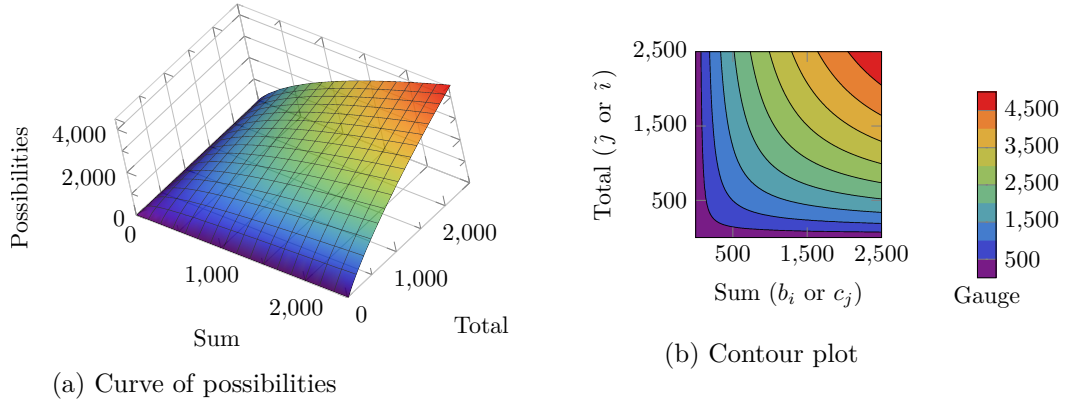 4,000
2,000
0
Possibilities
0
1,000
2,000
Sum
0
1,000
2,000
Total
(a) Curve of possibilities
2,500
1,500
500
Total (ȷ̃ or ĩ)
500
1,500
2,500
Sum (b_i or c_j)
4,500
3,500
2,500
1,500
500
Gauge
(b) Contour plot